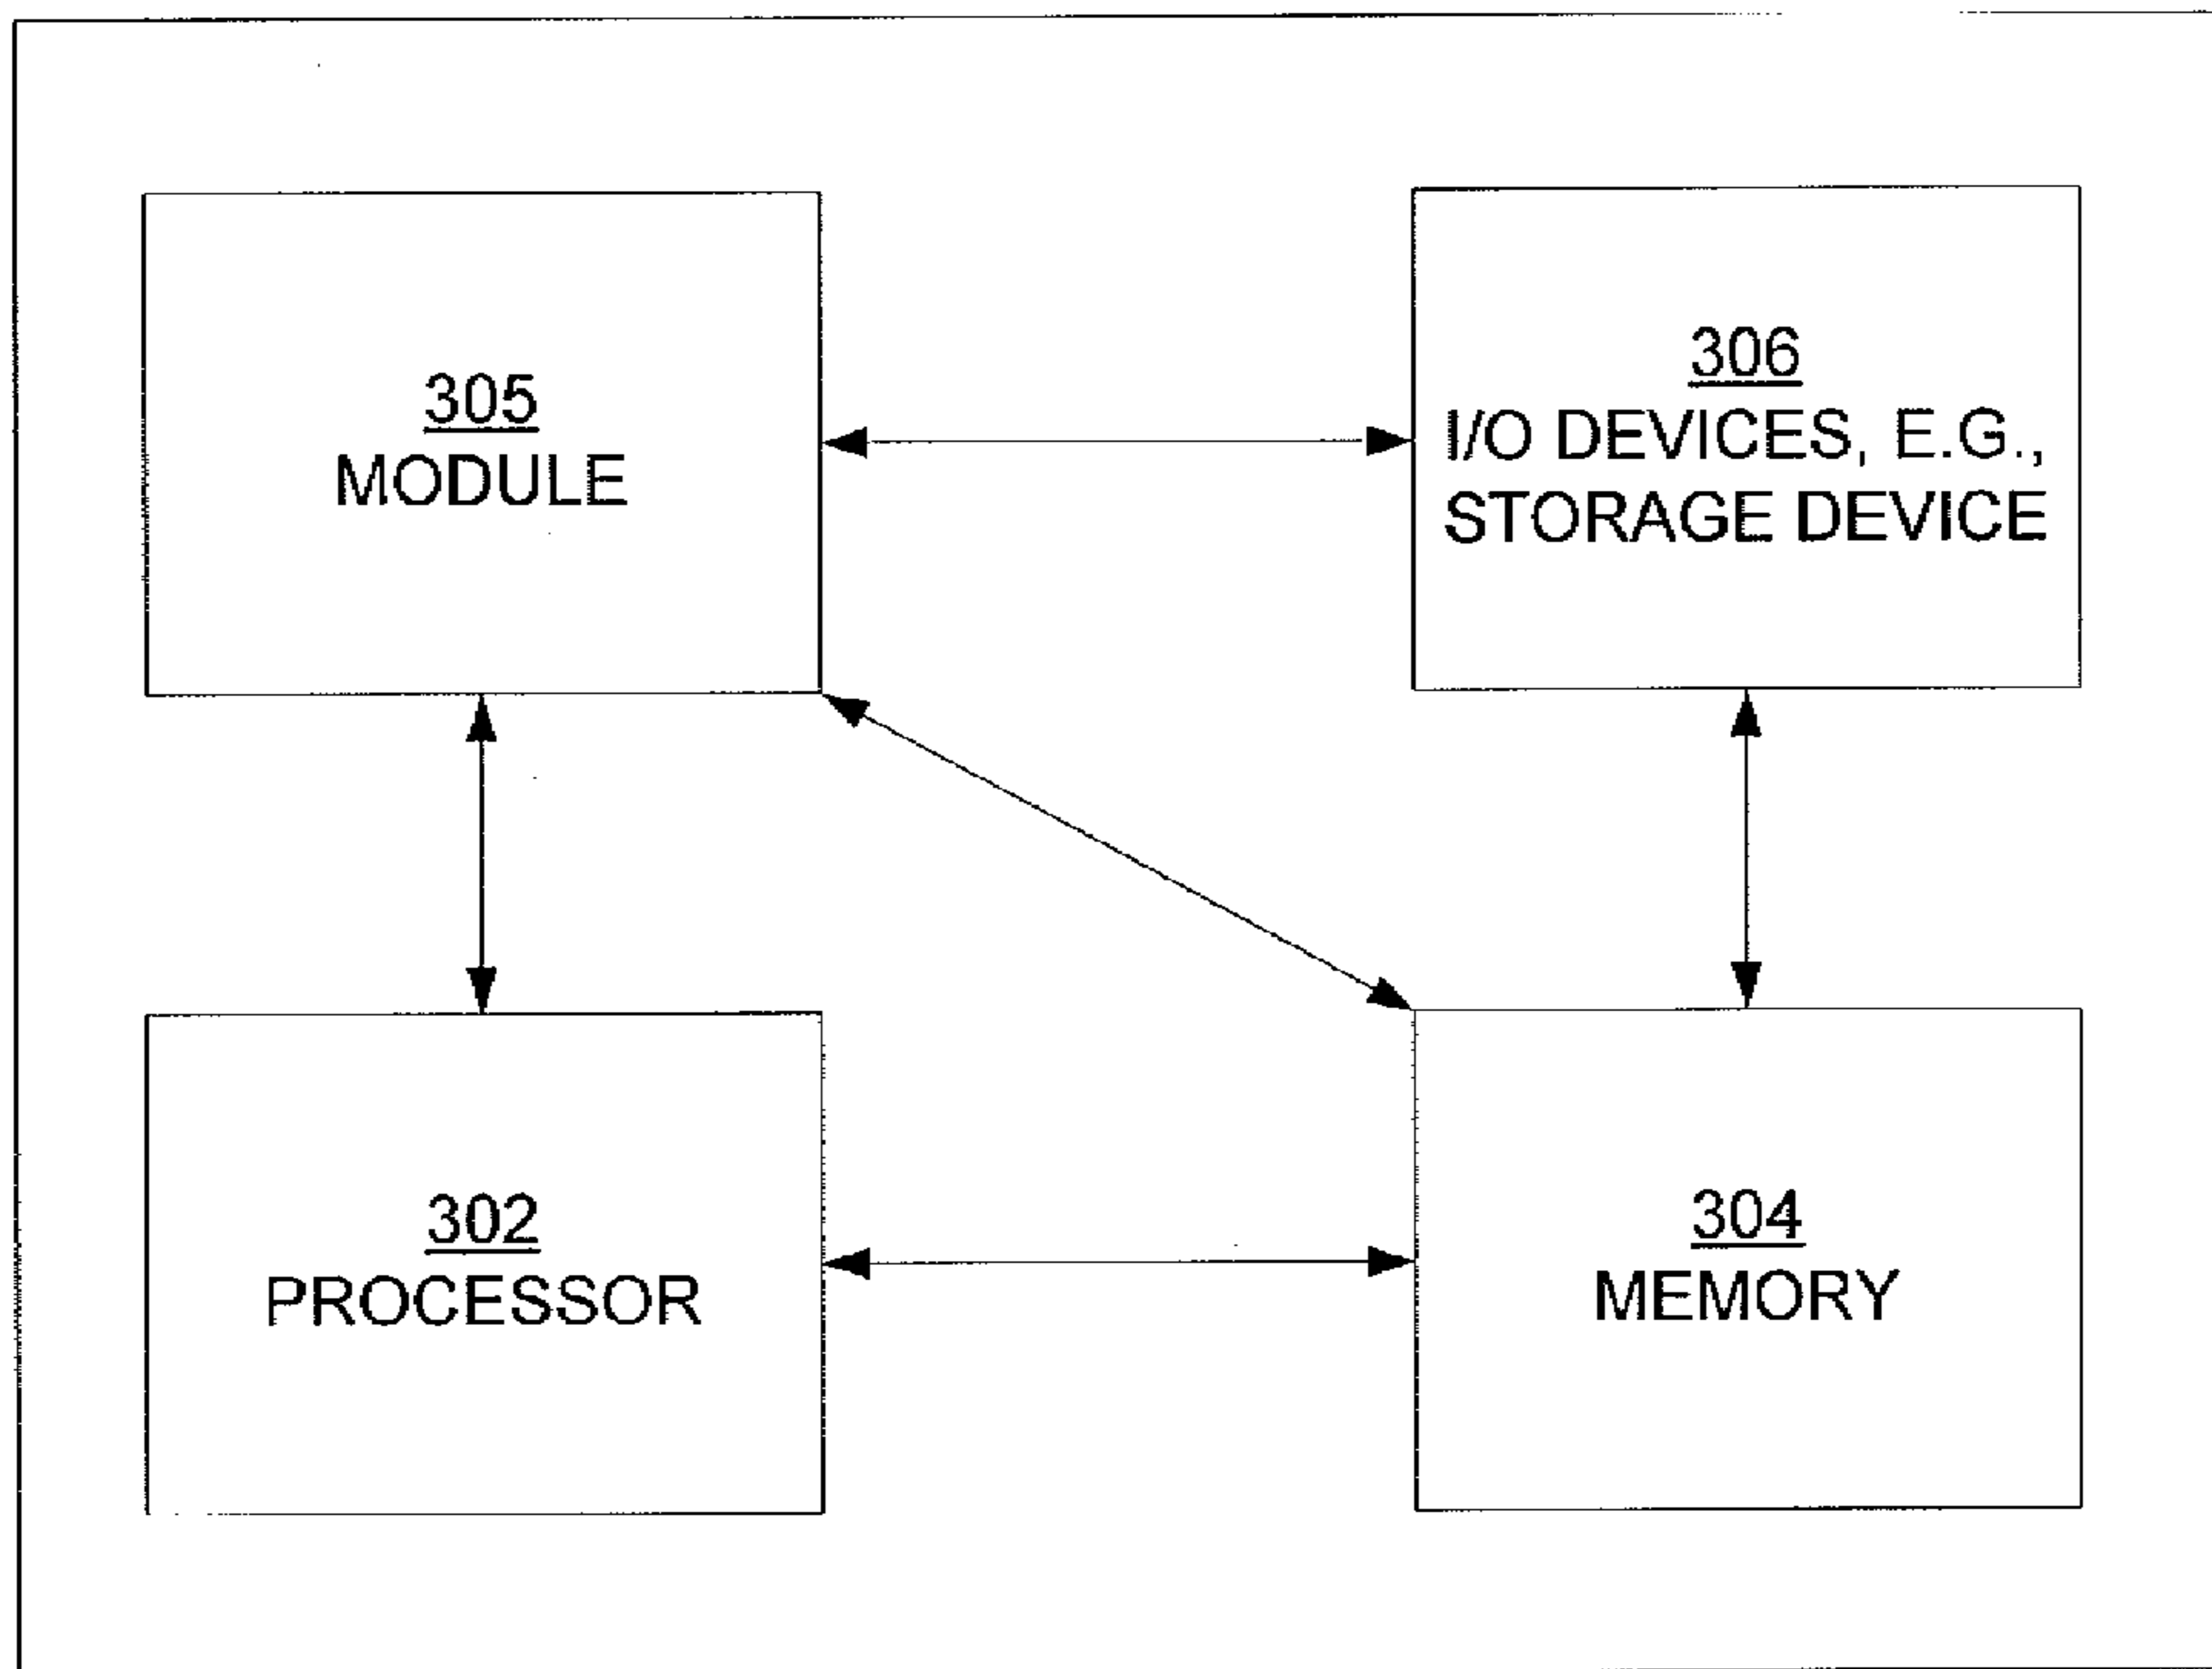 305
MODULE
306
I/O DEVICES, E.G.,
STORAGE DEVICE
302
PROCESSOR
304
MEMORY